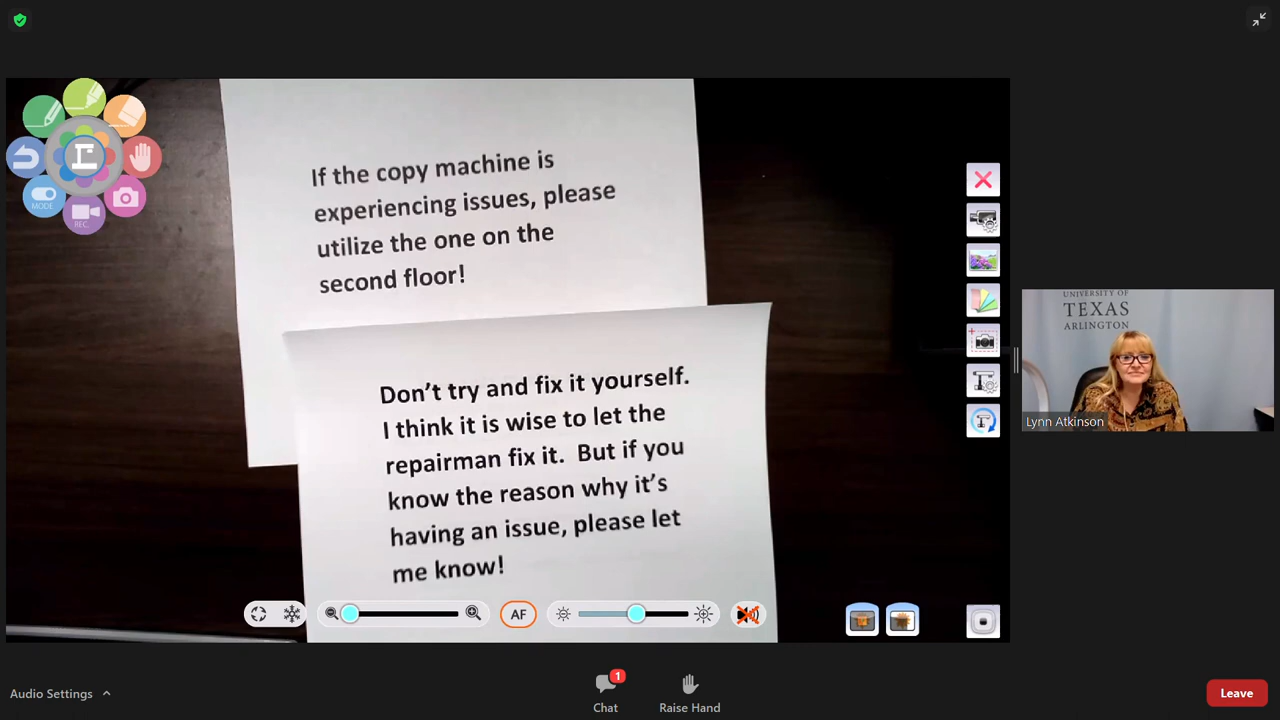 If the copy machine is
experiencing issues, please
utilize the one on the
second floor!
Don't try and fix it yourself.
I think it is wise to let the
repairman fix it.  But if you
know the reason why it's
having an issue, please let
me know!
MODE
REC.
AF
UNIVERSITY OF
TEXAS
ARLINGTON
Lynn Atkinson
Audio Settings
1
Chat
Raise Hand
Leave